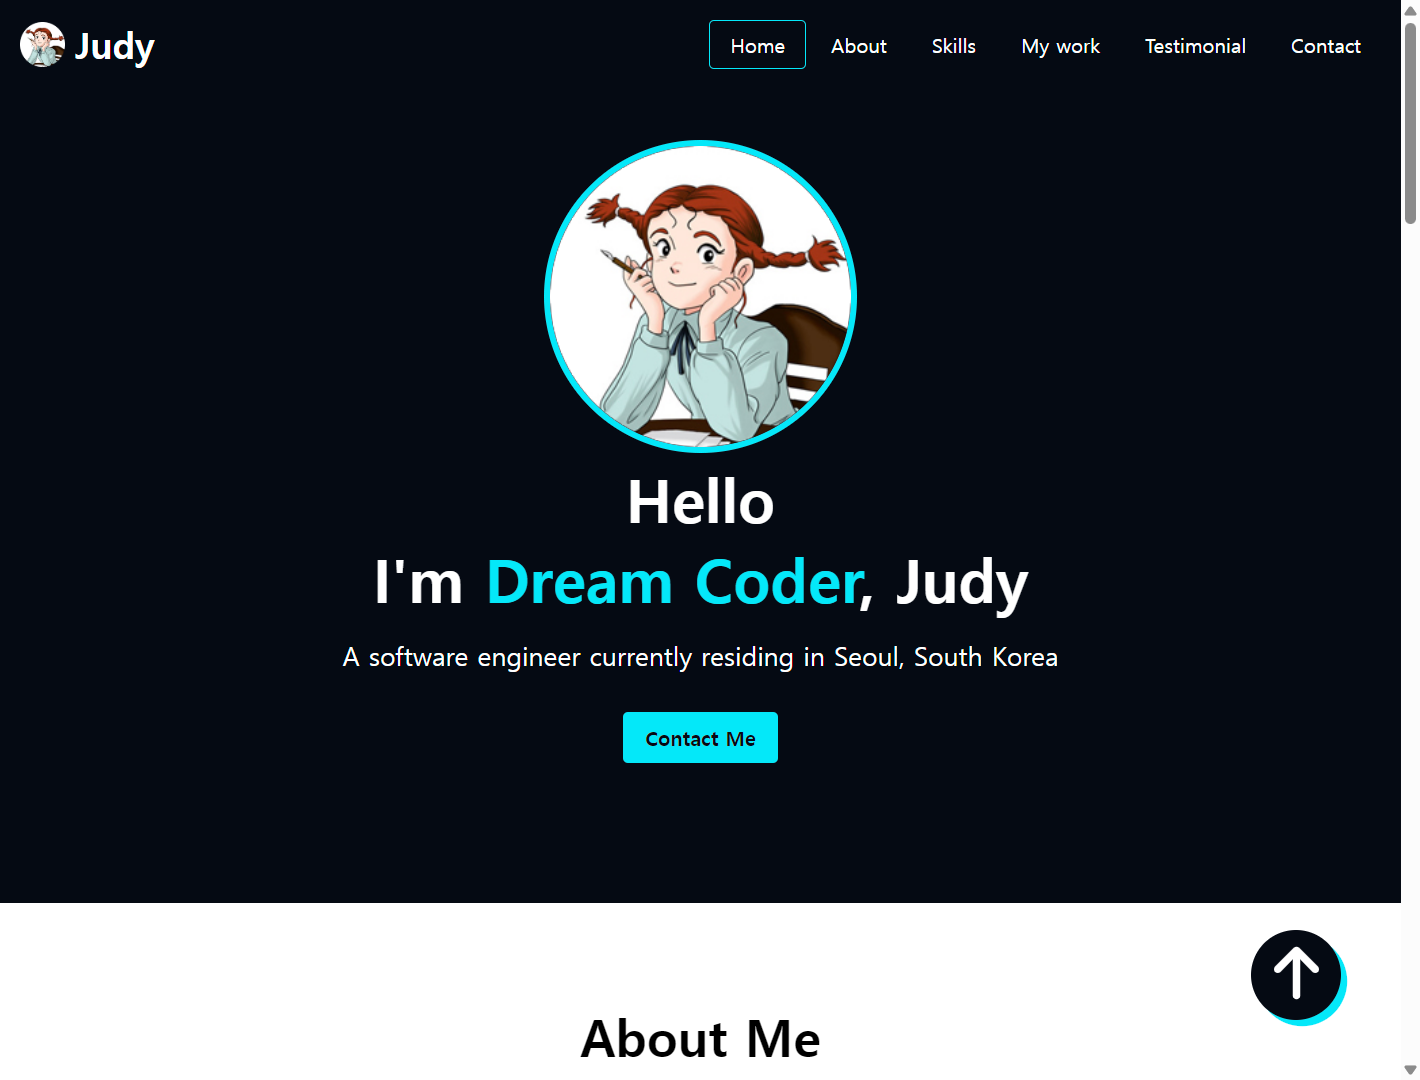 Judy
Home About Skills My work Testimonial Contact
Hello
I'm Dream Coder, Judy
A software engineer currently residing in Seoul, South Korea
Contact Me
About Me